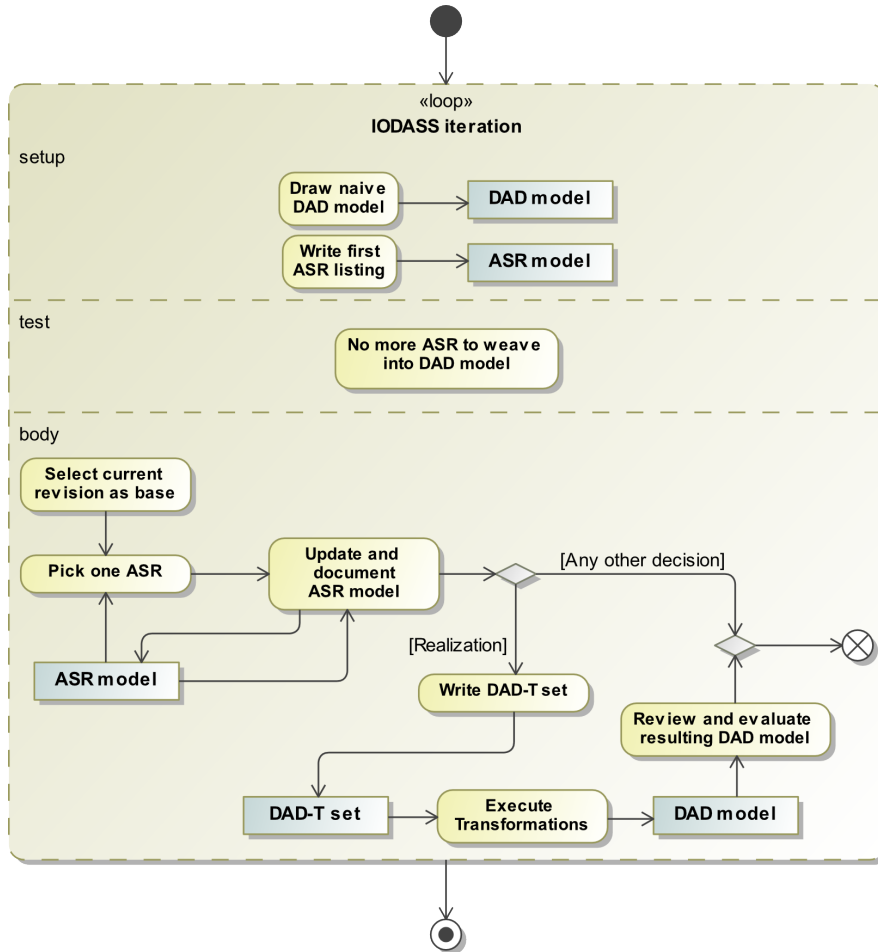 «loop»
IODASS iteration
setup
Draw naive
DAD model
DAD model
Write first
ASR listing
ASR model
test
No more ASR to weave
into DAD model
body
Select current
revision as base
Pick one ASR
Update and
document
ASR model
[Any other decision]
[Realization]
ASR model
Write DAD-T set
Review and evaluate
resulting DAD model
DAD-T set
Execute
Transformations
DAD model